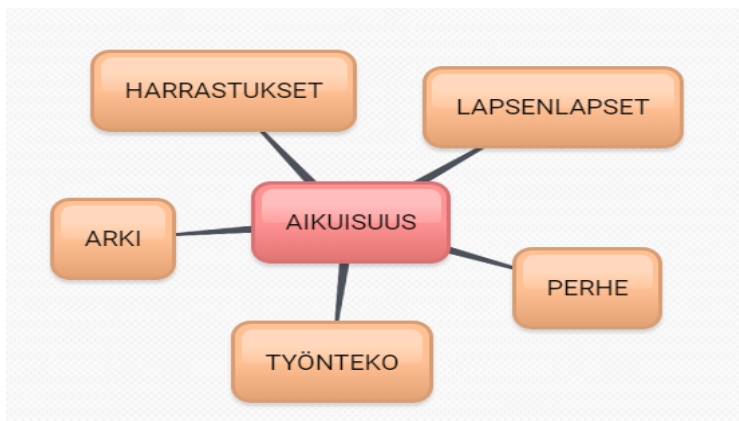 HARRASTUKSET
LAPSENLAPSET
AIKUISUUS
ARKI
PERHE
TYÖNTEKO